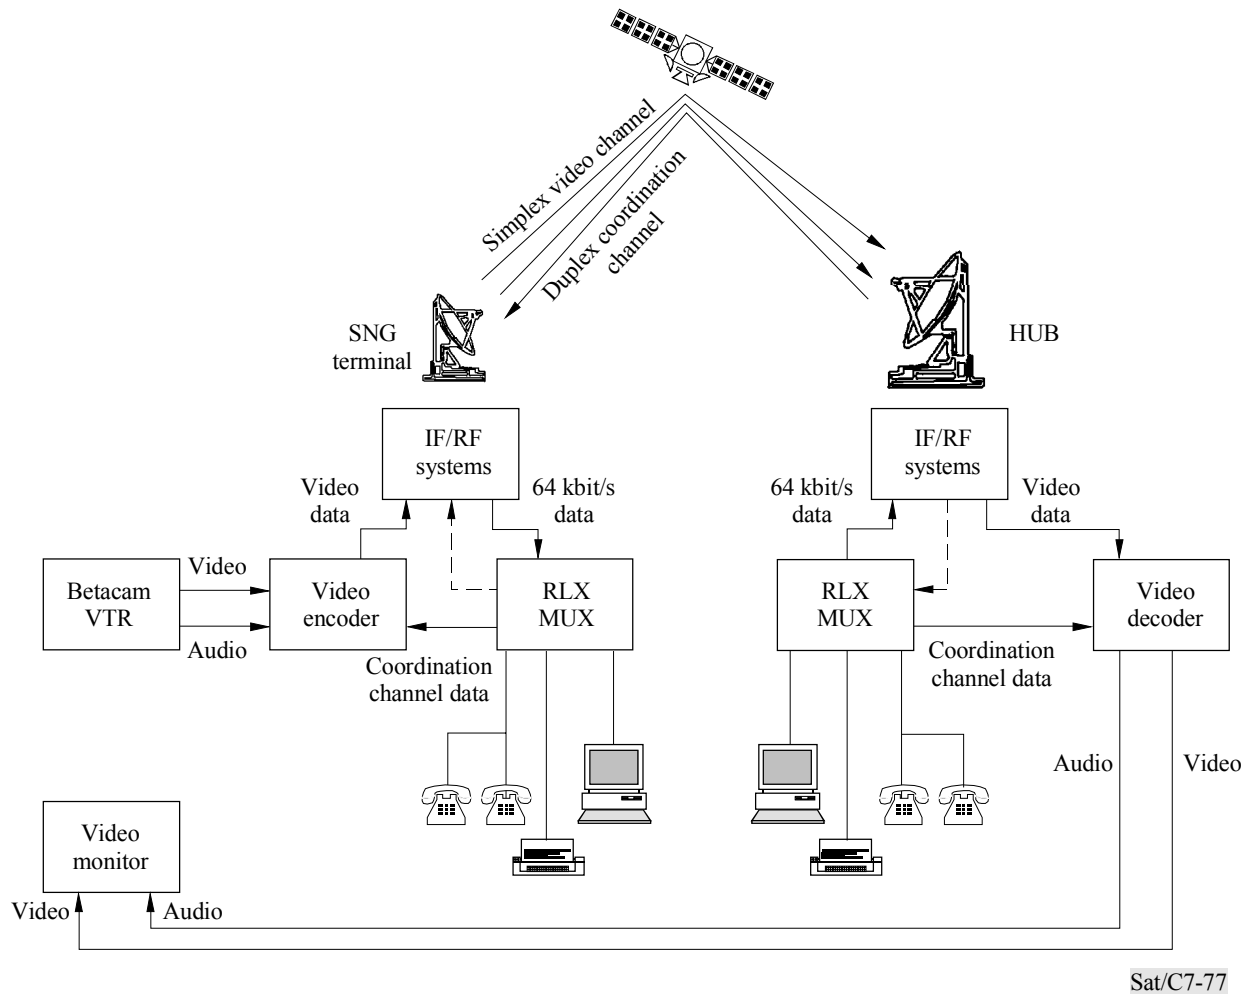 Simplex video channel
Duplex coordination
channel
SNG
terminal
HUB
IF/RF
systems
IF/RF
systems
Video
data
64 kbit/s
data
64 kbit/s
data
Video
data
Betacam
VTR
Video
Audio
Video
encoder
RLX
MUX
RLX
MUX
Video
decoder
Coordination
channel data
Coordination
channel data
Audio
Video
Video
monitor
Video
Audio
Sat/C7-77